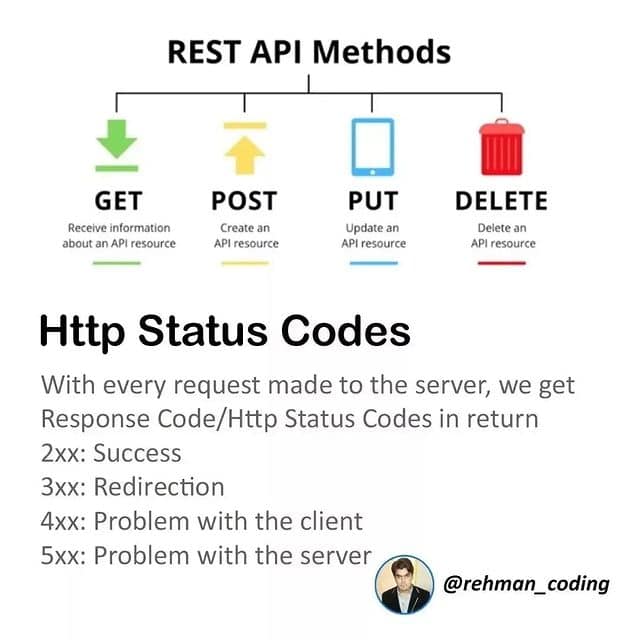 REST API Methods
GET
Receive information
about an API resource
POST
Create an
API resource
PUT
Update an
API resource
DELETE
Delete an
API resource
Http Status Codes
With every request made to the server, we get
Response Code/Http Status Codes in return
2xx: Success
3xx: Redirection
4xx: Problem with the client
5xx: Problem with the server
@rehman_coding